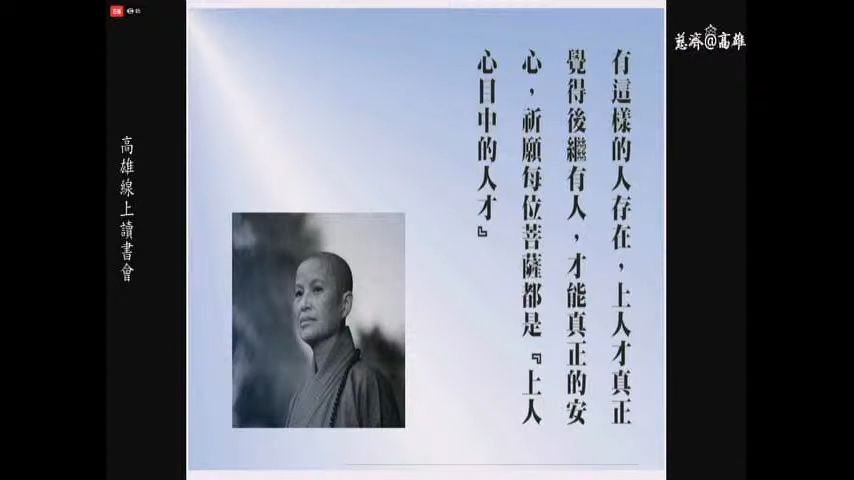 慈濟@高雄
有這樣的人存在，上人才真正
覺得後繼有人，才能真正的安
心，祈願每位菩薩都是『上人
心目中的人才』
高雄線上讀書會